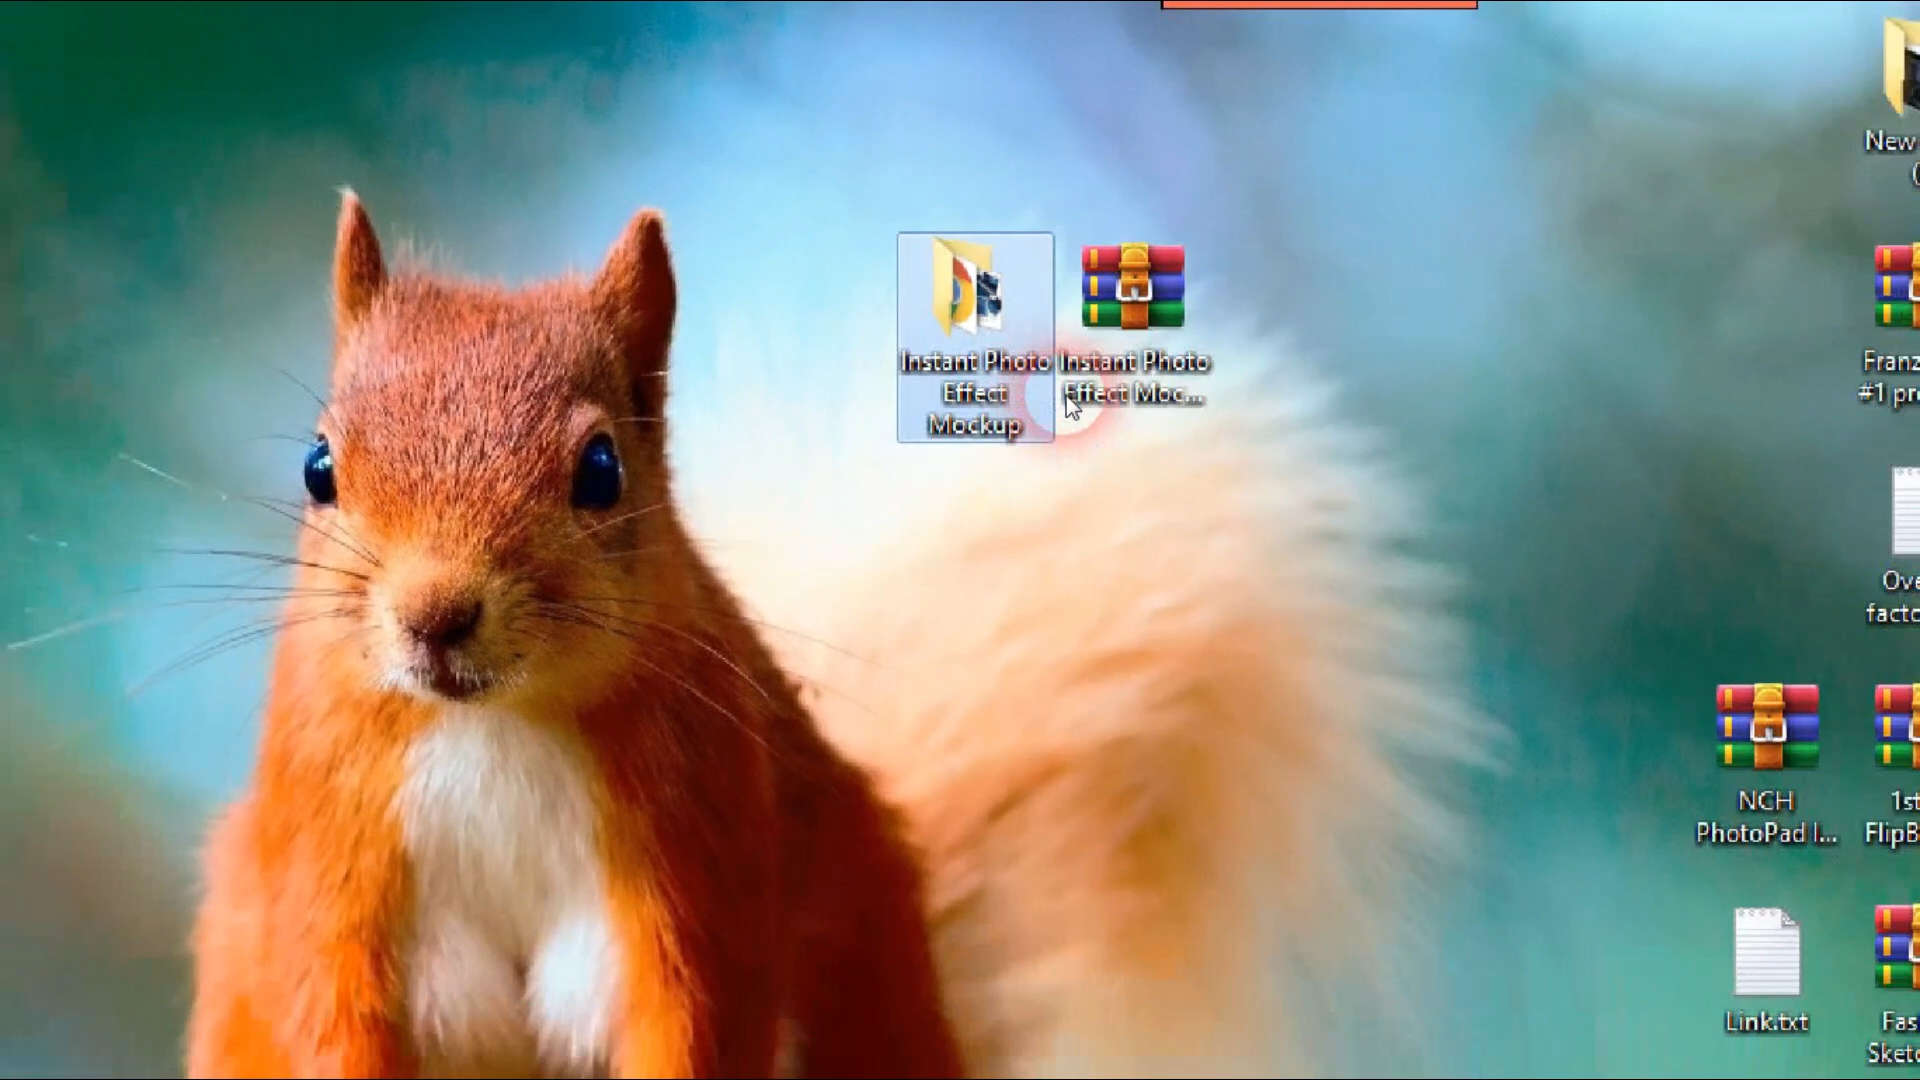 New
Instant Photo
Effect
Mockup
Instant Photo
Effect Moc...
Franz
#1 pr
Ove
facto
NCH
PhotoPad I...
1st
FlipB
Link.txt
Fas
Sketc